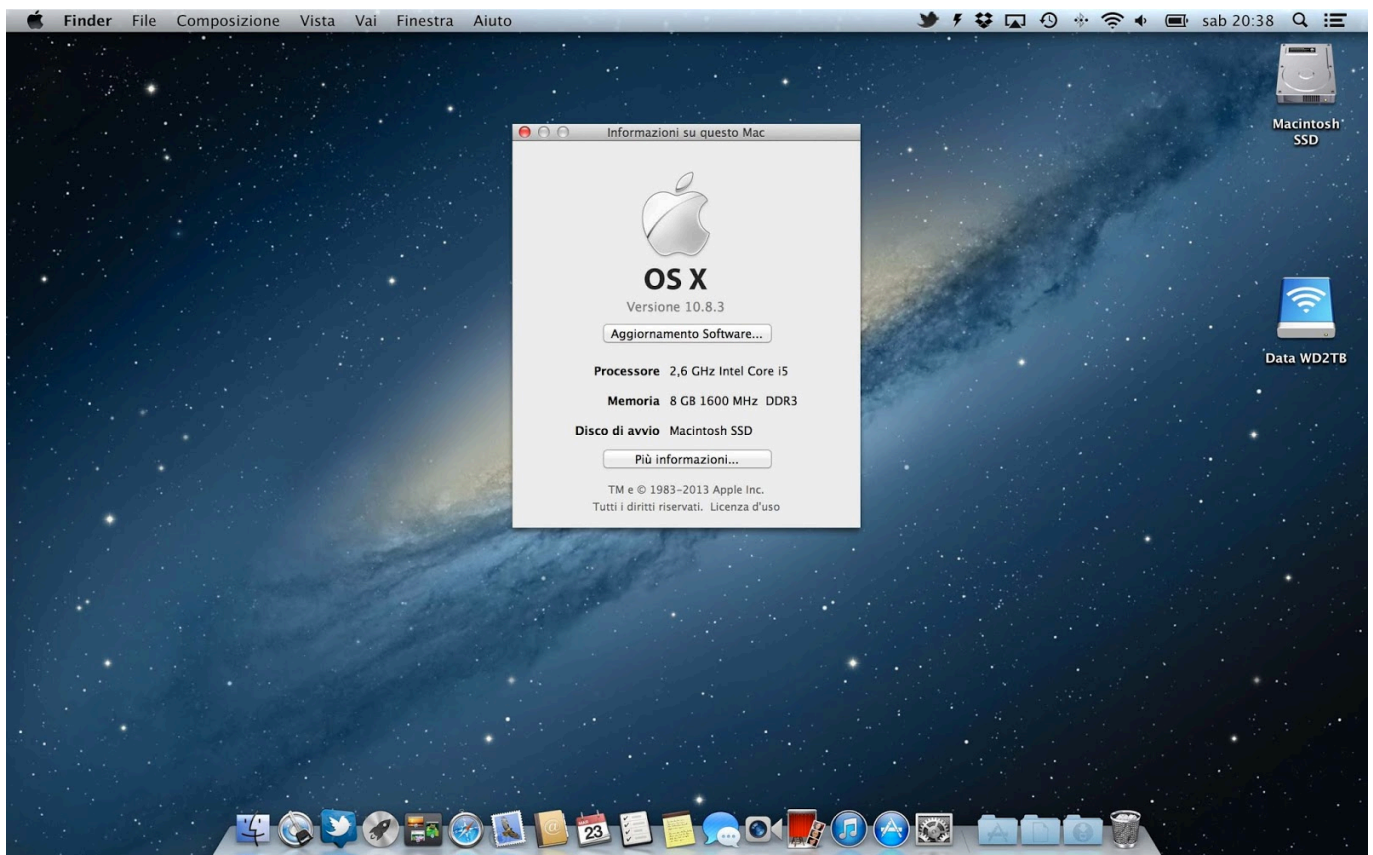 Finder File Composizione Vista Vai Finestra Aiuto sab 20:38
Macintosh
SSD
Informazioni su questo Mac
OS X
Versione 10.8.3
Aggiornamento Software...
Processore 2,6 GHz Intel Core i5
Memoria 8 GB 1600 MHz DDR3
Disco di avvio Macintosh SSD
Più informazioni...
TM e © 1983-2013 Apple Inc.
Tutti i diritti riservati. Licenza d'uso
Data WD2TB
23